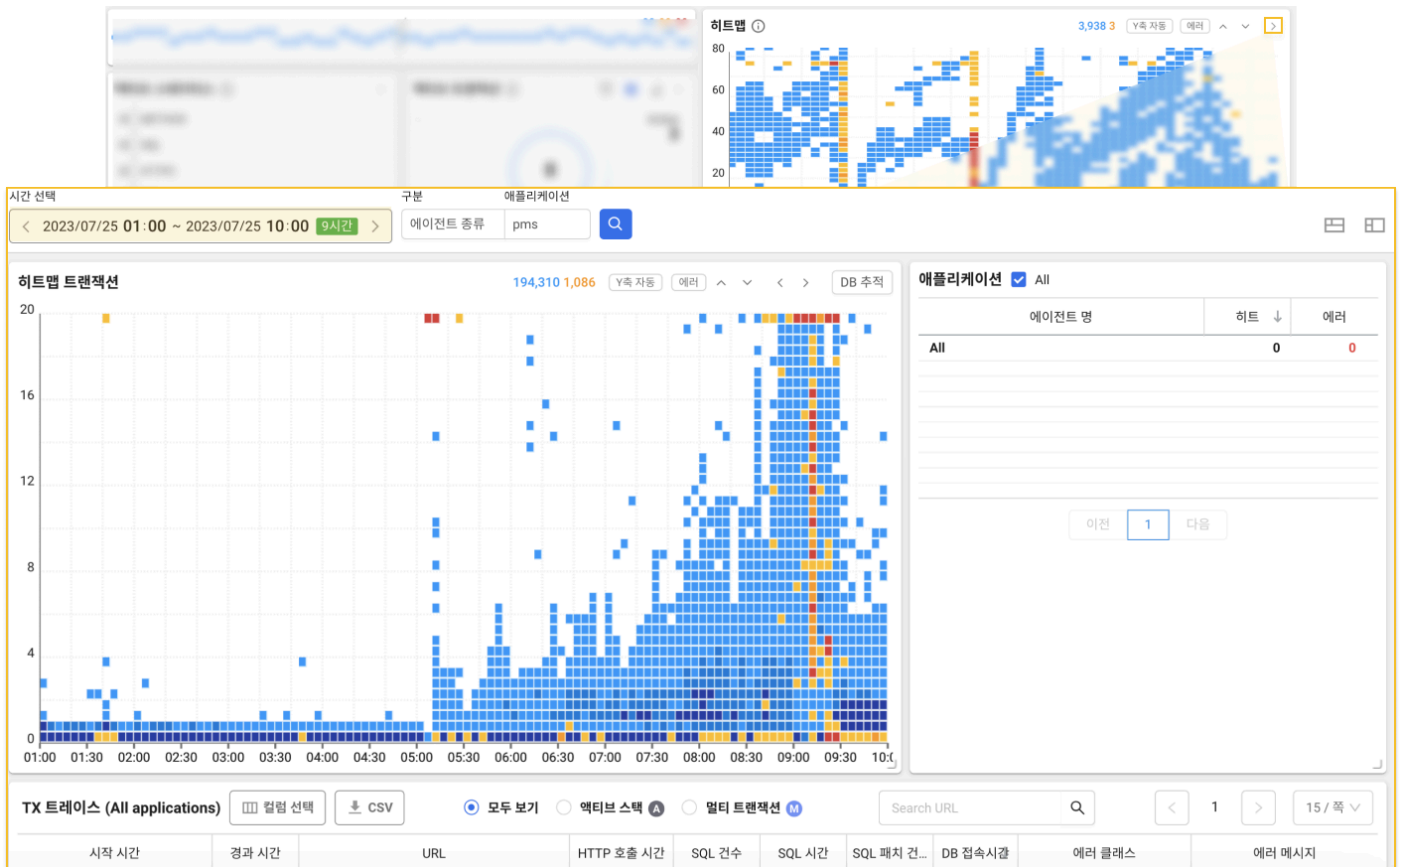 히트맵
3,938 3 Y축 자동 에러
80
60
40
20
시간 선택 구분 애플리케이션
2023/07/25 01:00 ~ 2023/07/25 10:00 9시간 에이전트 종류 pms
히트맵 트랜잭션 194,310 1,086 Y축 자동 에러 DB 추적
20
16
12
8
4
0
01:00 01:30 02:00 02:30 03:00 03:30 04:00 04:30 05:00 05:30 06:00 06:30 07:00 07:30 08:00 08:30 09:00 09:30 10:0
애플리케이션 All
에이전트 명 히트 ↓ 에러
All 0 0
이전 1 다음
TX 트레이스 (All applications) 컬럼 선택 CSV 모두 보기 액티브 스택 A 멀티 트랜잭션 M Search URL 1 15 / 쪽
시작 시간 경과 시간 URL HTTP 호출 시간 SQL 건수 SQL 시간 SQL 패치 건... DB 접속시간 에러 클래스 에러 메시지